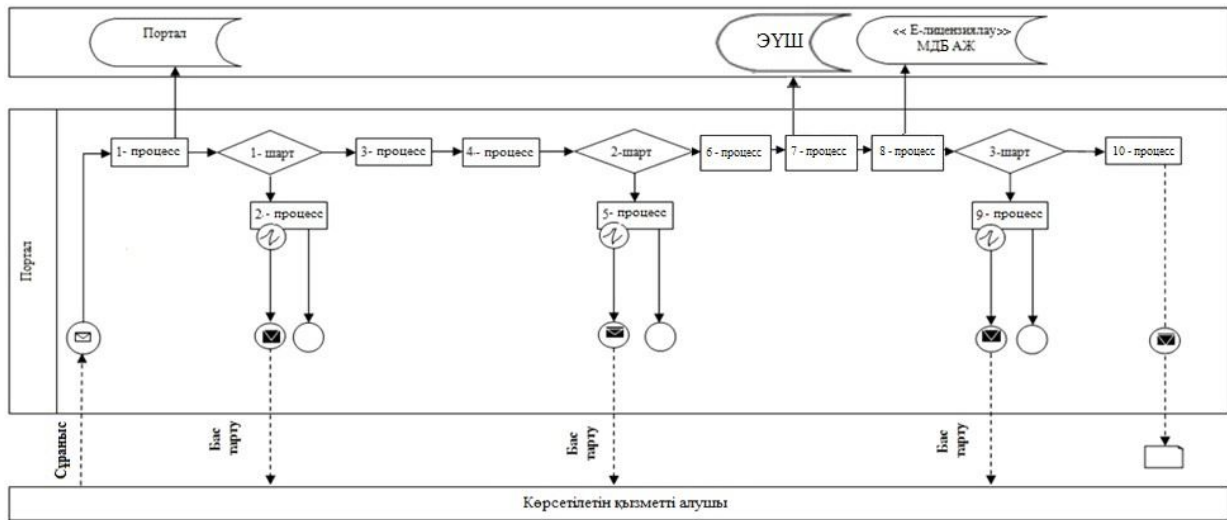 Портал
ЭҮШ
<< Е-лицензиялау>>
МДБ АЖ
Портал
1- процесс
1- шарт
3- процесс
4- процесс
2-шарт
6 - процесс
7 - процесс
8 - процесс
3-шарт
10 - процесс
2 - процесс
5- процесс
9 - процесс
Сұраныс
Бас
тарту
Бас
тарту
Бас
тарту
Көрсетілетін қызметті алушы